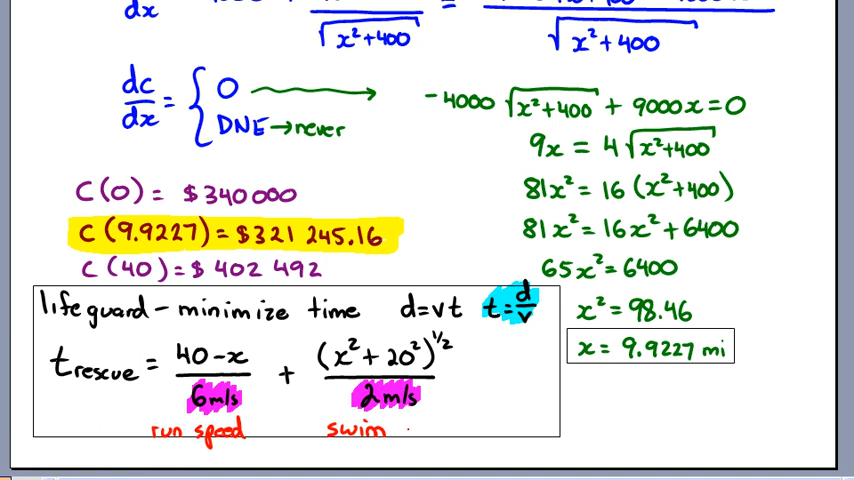 dx = √x²+400 = √x²+400
dc/dx = { 0 → -4000 √x²+400 + 9000x = 0
DNE → never
9x = 4√x²+400
81x² = 16 (x²+400)
81x² = 16x² + 6400
65x² = 6400
x² = 98.46
x = 9.9227 mi
C(0) = $340000
C(9.9227) = $321 245.16
C(40) = $402 492
lifeguard - minimize time d=vt t=d/v
t rescue = 40-x / 6m/s + (x²+20²)^1/2 / 2m/s
run speed swim